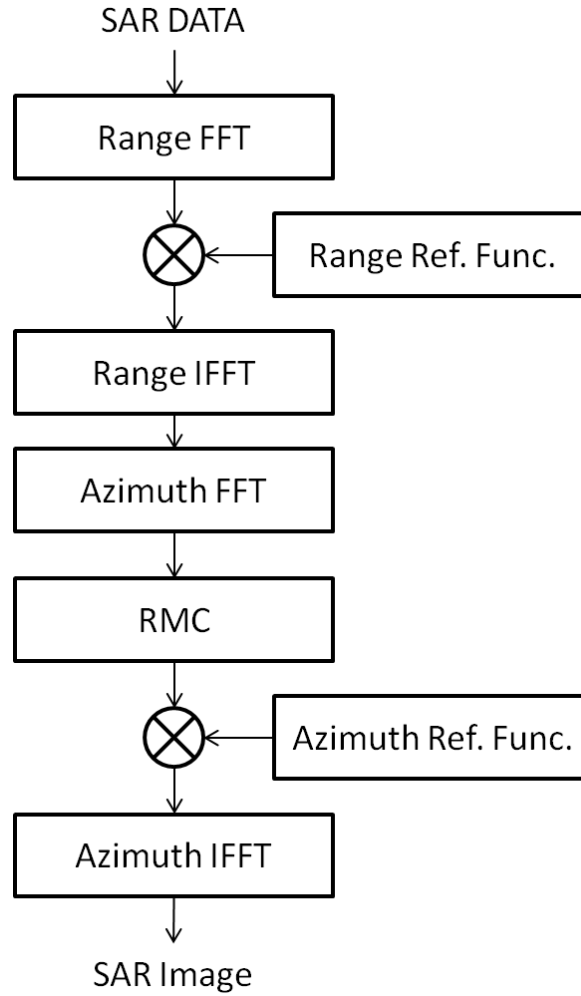 SAR DATA
Range FFT
Range Ref. Func.
Range IFFT
Azimuth FFT
RMC
Azimuth Ref. Func.
Azimuth IFFT
SAR Image